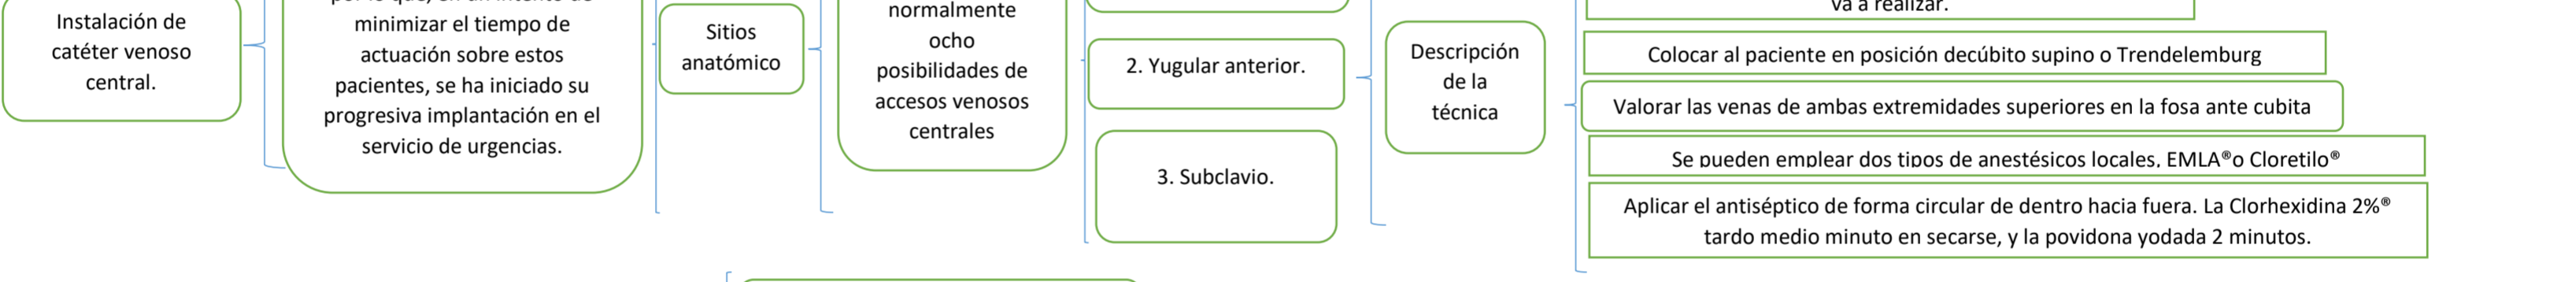 Instalación de
catéter venoso
central.
minimizar el tiempo de
actuación sobre estos
pacientes, se ha iniciado su
progresiva implantación en el
servicio de urgencias.
Sitios
anatómico
normalmente
ocho
posibilidades de
accesos venosos
centrales
2. Yugular anterior.
3. Subclavio.
Descripción
de la
técnica
va a realizar.
Colocar al paciente en posición decúbito supino o Trendelemburg
Valorar las venas de ambas extremidades superiores en la fosa ante cubita
Se pueden emplear dos tipos de anestésicos locales, EMLA®o Cloretilo®
Aplicar el antiséptico de forma circular de dentro hacia fuera. La Clorhexidina 2%®
tardo medio minuto en secarse, y la povidona yodada 2 minutos.